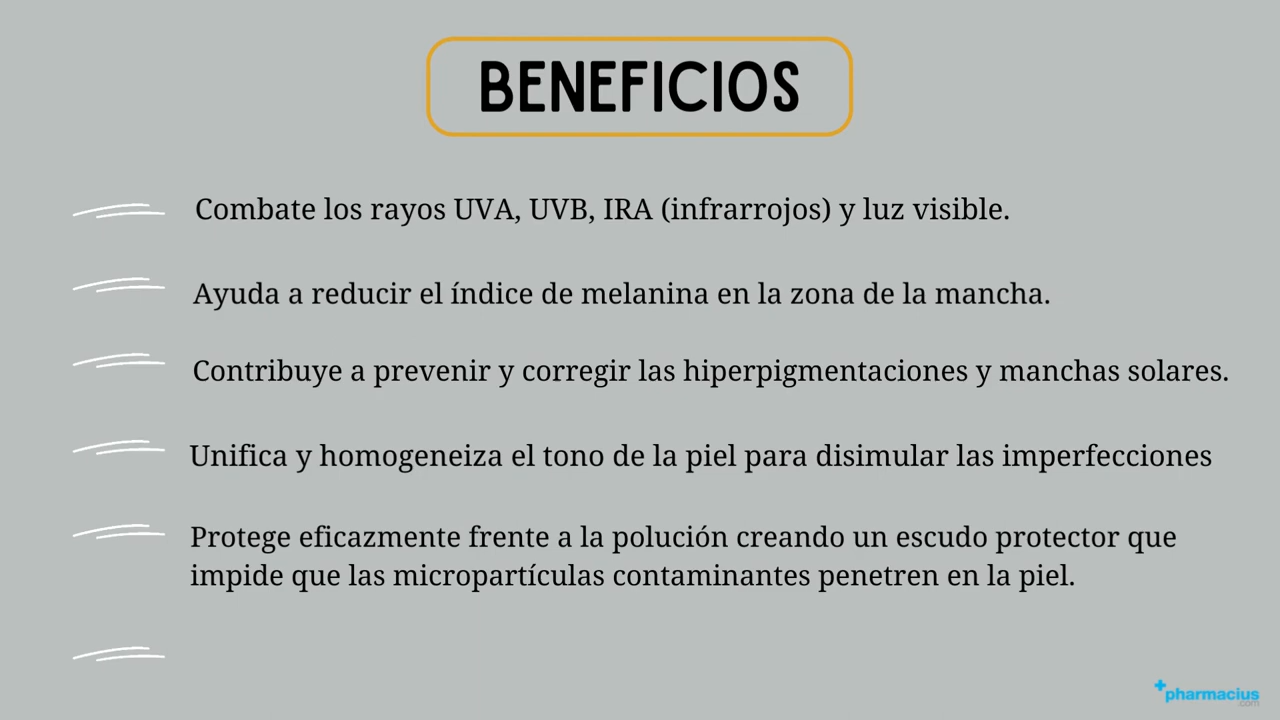 BENEFICIOS
Combate los rayos UVA, UVB, IRA (infrarrojos) y luz visible.
Ayuda a reducir el índice de melanina en la zona de la mancha.
Contribuye a prevenir y corregir las hiperpigmentaciones y manchas solares.
Unifica y homogeneiza el tono de la piel para disimular las imperfecciones
Protege eficazmente frente a la polución creando un escudo protector que
impide que las micropartículas contaminantes penetren en la piel.
pharmacius
.com